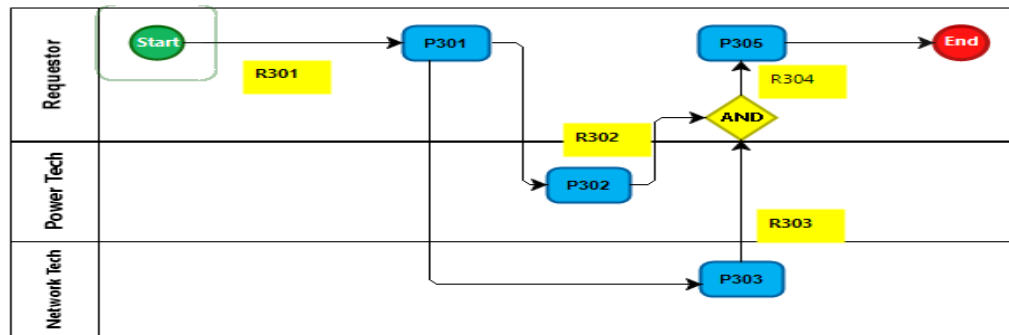 Requestor
Start
R301
P301
P305
End
R304
AND
Power Tech
R302
P302
R303
Network Tech
P303